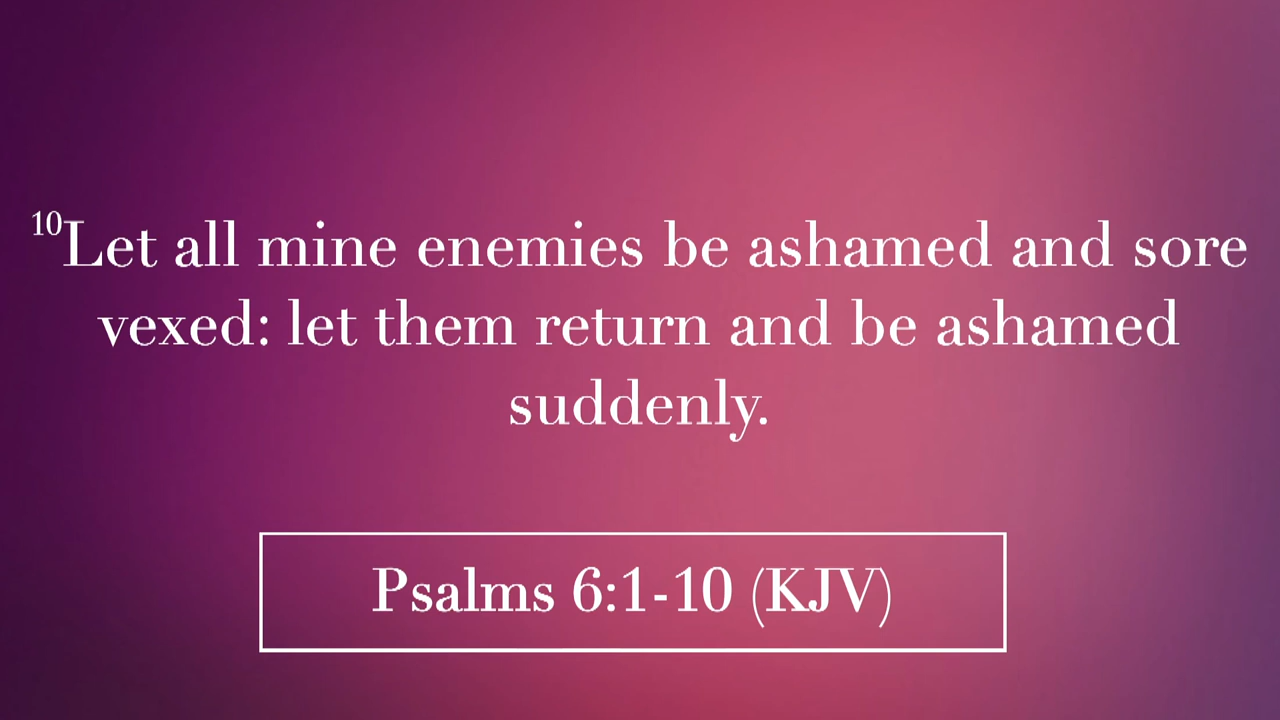 10Let all mine enemies be ashamed and sore
vexed: let them return and be ashamed
suddenly.
Psalms 6:1-10 (KJV)